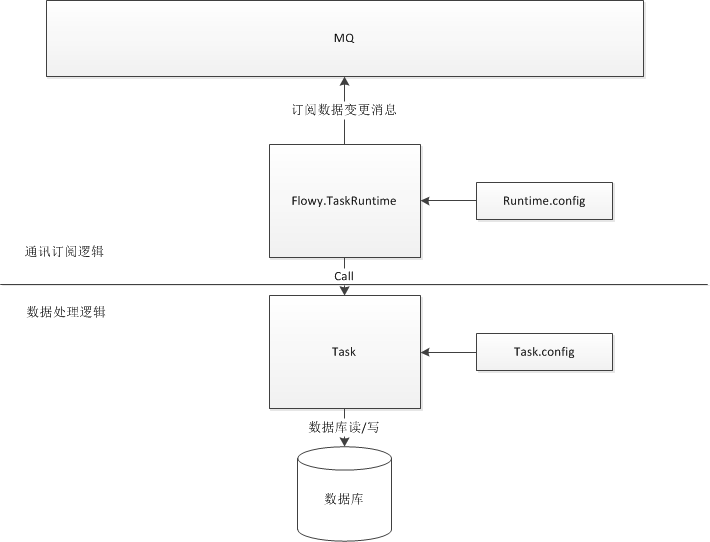 MQ
订阅数据变更消息
Flowy.TaskRuntime
Runtime.config
通讯订阅逻辑
Call
数据处理逻辑
Task
Task.config
数据库读/写
数据库